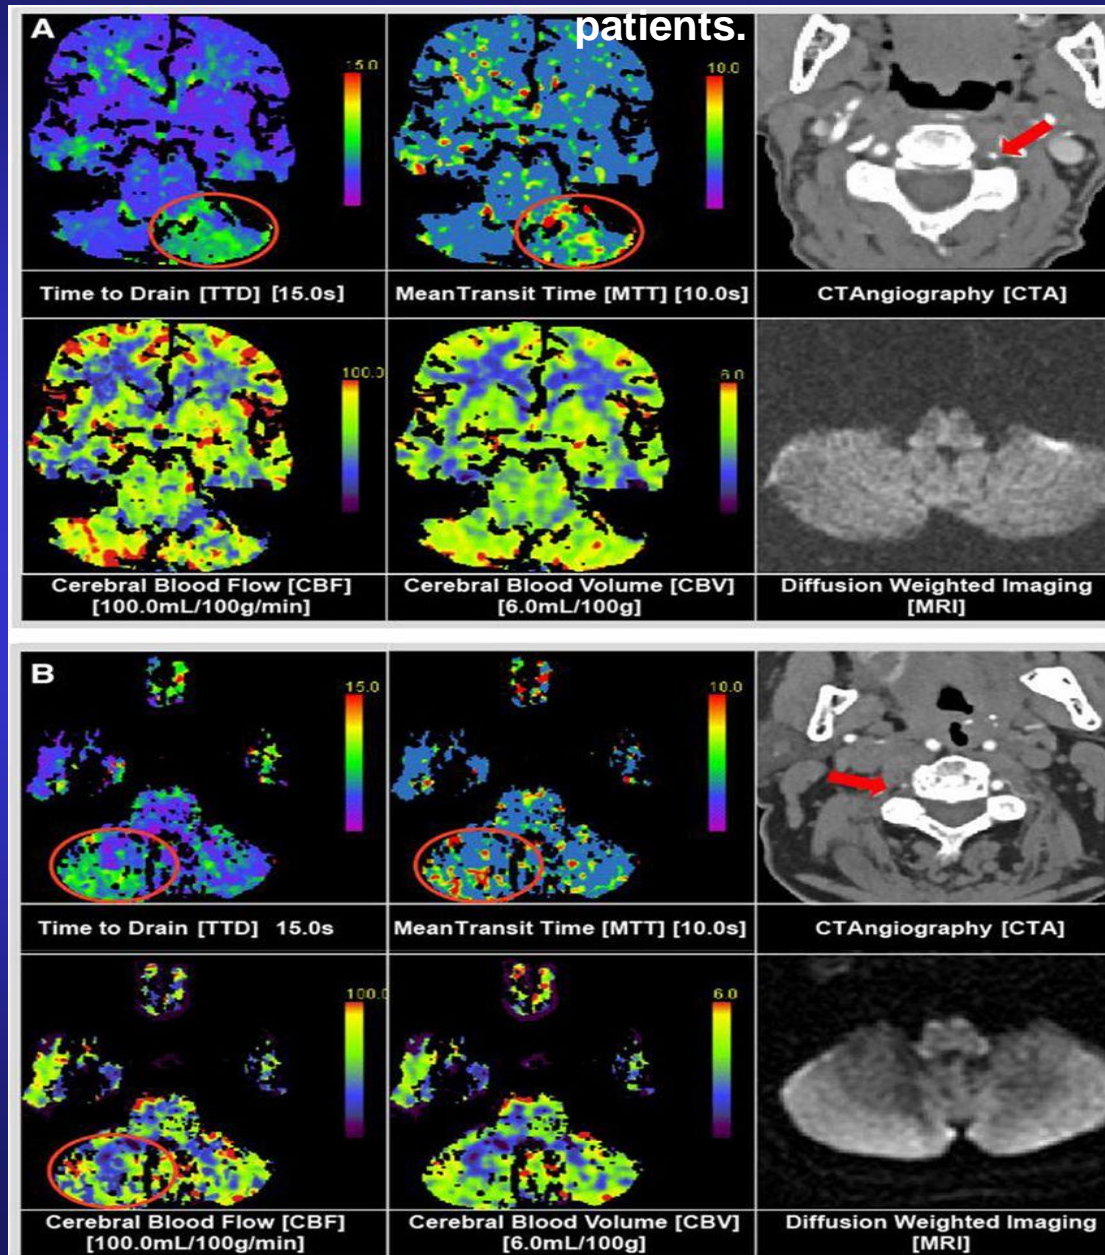 patients.
A
15.0
10.0
Time to Drain [TTD] [15.0s]
MeanTransit Time [MTT] [10.0s]
CTAngiography [CTA]
100.0
6.0
Cerebral Blood Flow [CBF]
[100.0mL/100g/min]
Cerebral Blood Volume [CBV]
[6.0mL/100g]
Diffusion Weighted Imaging
[MRI]
B
15.0
10.0
Time to Drain [TTD] 15.0s
MeanTransit Time [MTT] [10.0s]
CTAngiography [CTA]
100.0
6.0
Cerebral Blood Flow [CBF]
[100.0mL/100g/min]
Cerebral Blood Volume [CBV]
[6.0mL/100g]
Diffusion Weighted Imaging
[MRI]